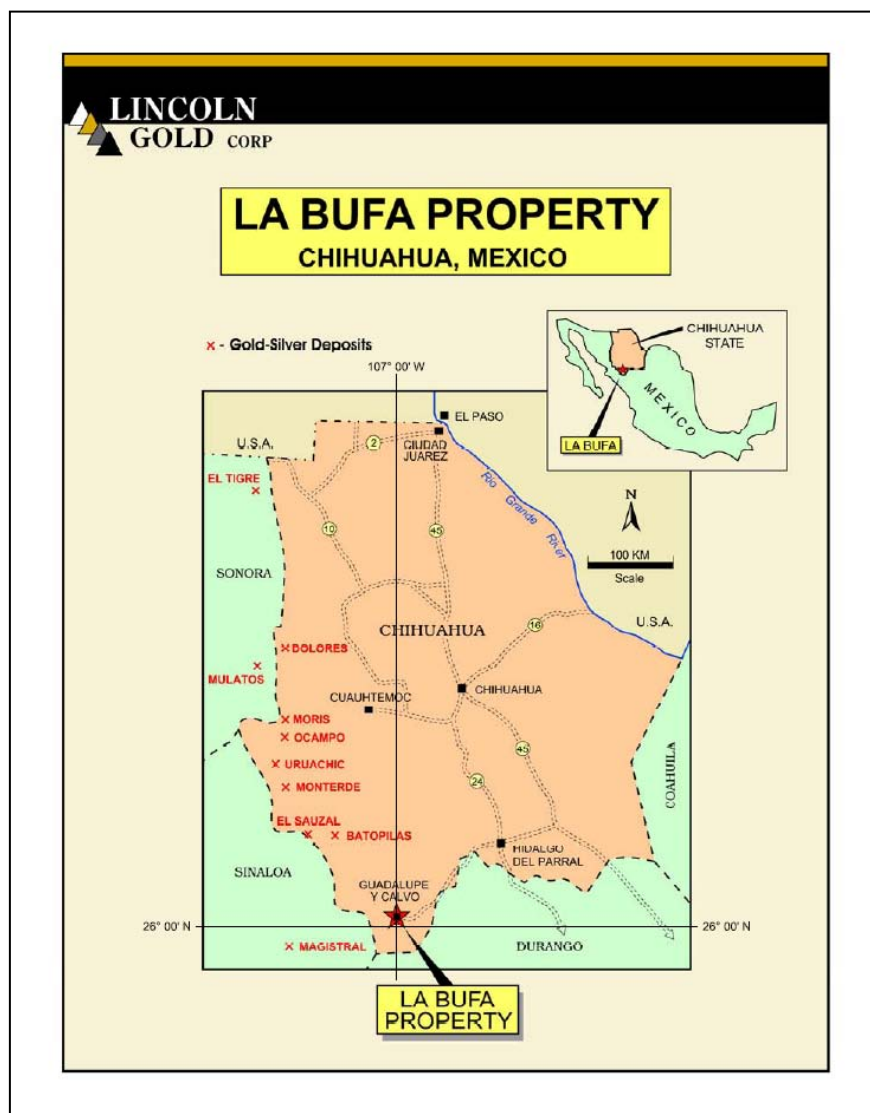 LINCOLN
GOLD CORP
LA BUFA PROPERTY
CHIHUAHUA, MEXICO
CHIHUAHUA
STATE
MEXICO
LA BUFA
x - Gold-Silver Deposits
107° 00' W
EL PASO
U.S.A.
2
CIUDAD
JUAREZ
EL TIGRE
Rio Grande River
N
10
45
100 KM
Scale
SONORA
CHIHUAHUA
16
U.S.A.
DOLORES
MULATOS
CUAUHTEMOC
CHIHUAHUA
MORIS
OCAMPO
45
URUACHIC
24
MONTERDE
COAHUILA
EL SAUZAL
BATOPILAS
HIDALGO
DEL PARRAL
SINALOA
GUADALUPE
Y CALVO
26° 00' N
26° 00' N
MAGISTRAL
DURANGO
LA BUFA
PROPERTY